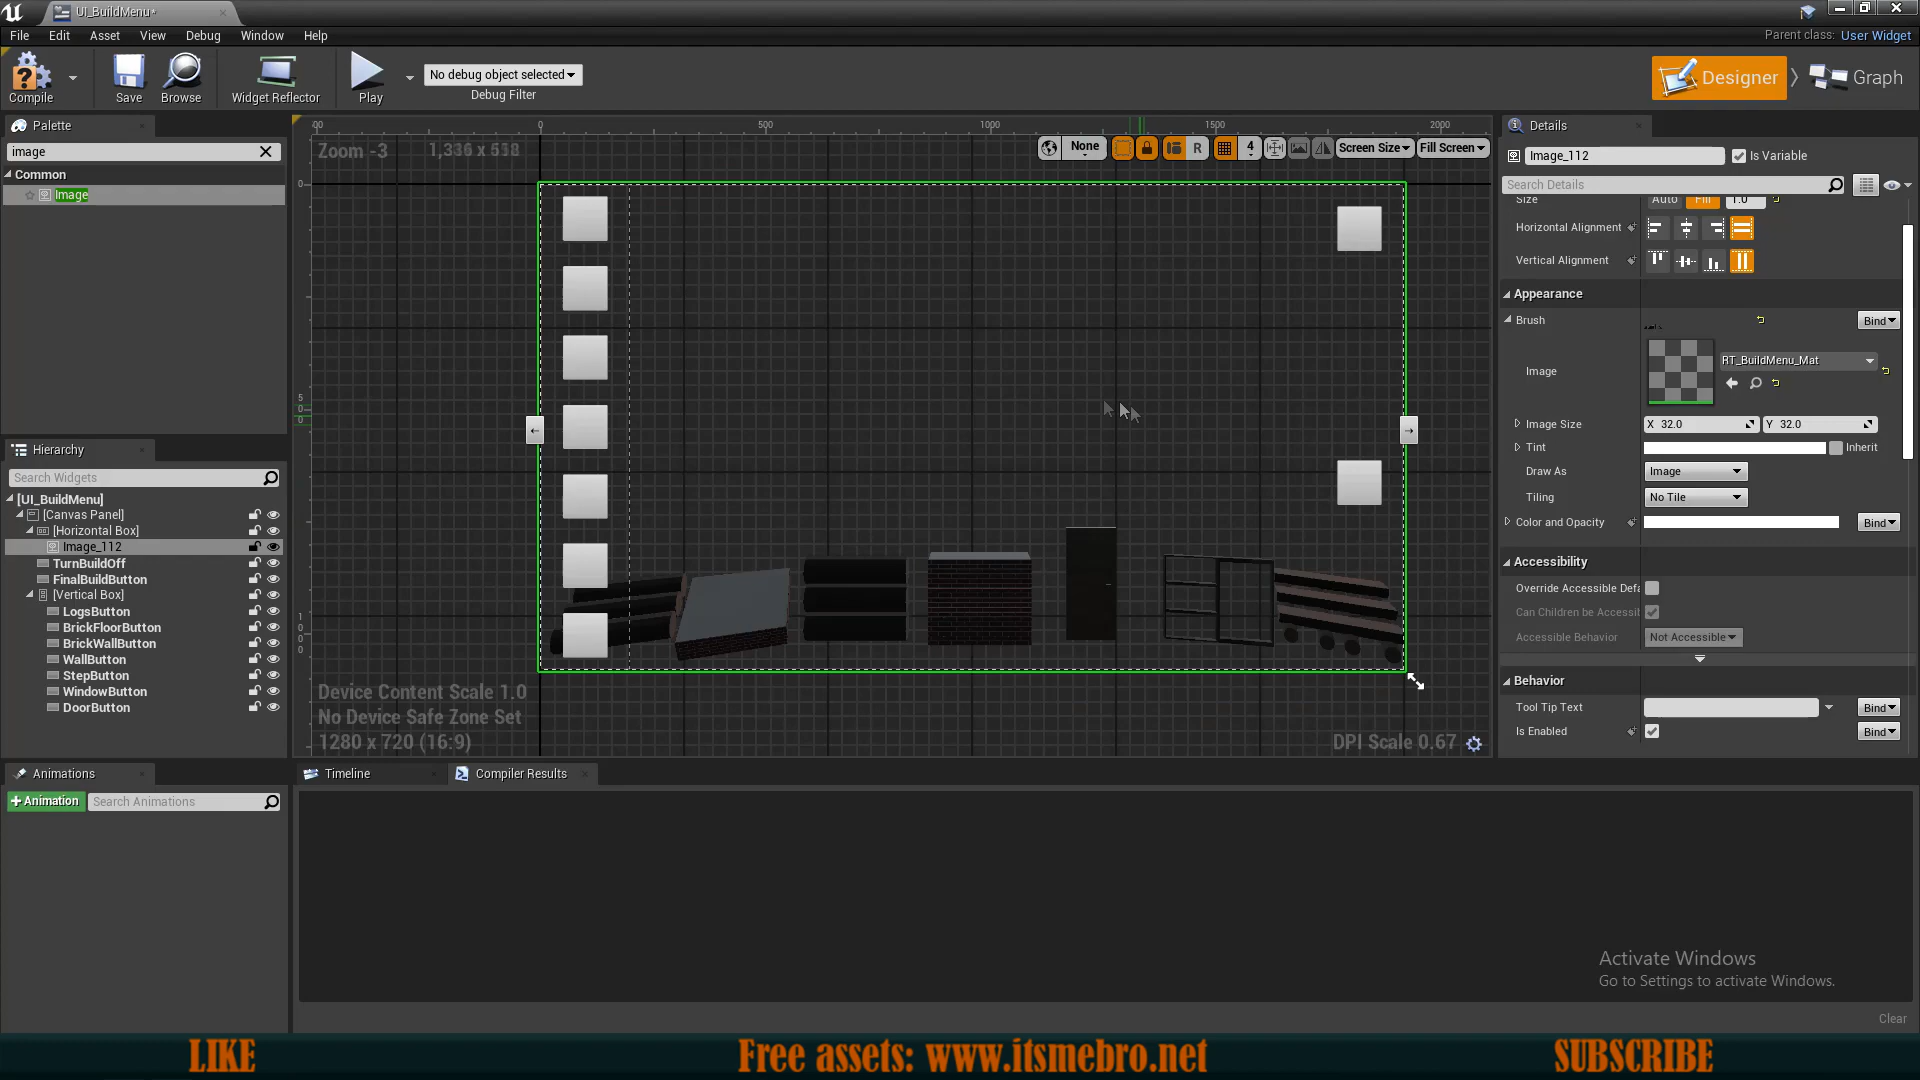 UI_BuildMenu*
File Edit Asset View Debug Window Help
Parent class: User Widget
Compile
Save
Browse
Widget Reflector
Play
No debug object selected
Debug Filter
Designer
Graph
Palette
image
Common
Image
Hierarchy
Search Widgets
[UI_BuildMenu]
[Canvas Panel]
[Horizontal Box]
Image_112
TurnBuildOff
FinalBuildButton
[Vertical Box]
LogsButton
BrickFloorButton
BrickWallButton
WallButton
StepButton
WindowButton
DoorButton
0 500 1000 1500 2000
Zoom -3
None
R
4
Screen Size
Fill Screen
Device Content Scale 1.0
No Device Safe Zone Set
1280 x 720 (16:9)
DPI Scale 0.67
Details
Image_112
Is Variable
Search Details
Size Auto Fill 1.0
Horizontal Alignment
Vertical Alignment
Appearance
Brush
Bind
Image
RT_BuildMenu_Mat
Image Size X 32.0 Y 32.0
Tint Inherit
Draw As Image
Tiling No Tile
Color and Opacity Bind
Accessibility
Override Accessible Defa
Can Children be Accessit
Accessible Behavior Not Accessible
Behavior
Tool Tip Text Bind
Is Enabled Bind
Animations
+ Animation
Search Animations
Timeline
Compiler Results
Activate Windows
Go to Settings to activate Windows.
Clear
LIKE
Free assets: www.itsmebro.net
SUBSCRIBE